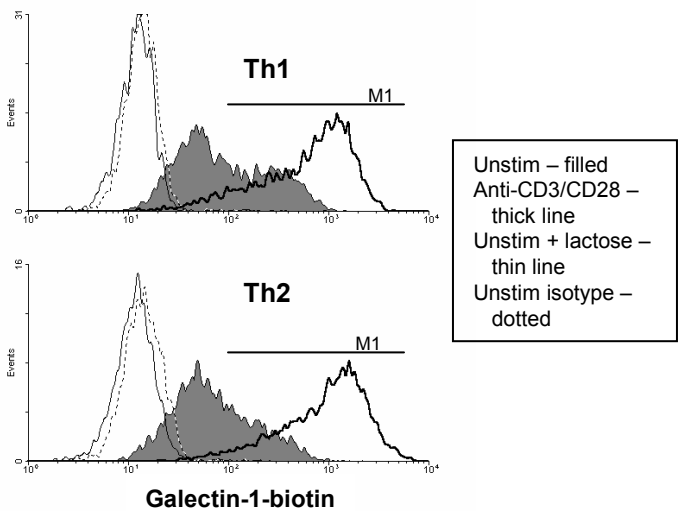 31
Th1
M1
Events
0
10⁰ 10¹ 10² 10³ 10⁴
16
Th2
M1
Events
0
10⁰ 10¹ 10² 10³ 10⁴
Galectin-1-biotin
Unstim – filled
Anti-CD3/CD28 –
thick line
Unstim + lactose –
thin line
Unstim isotype –
dotted